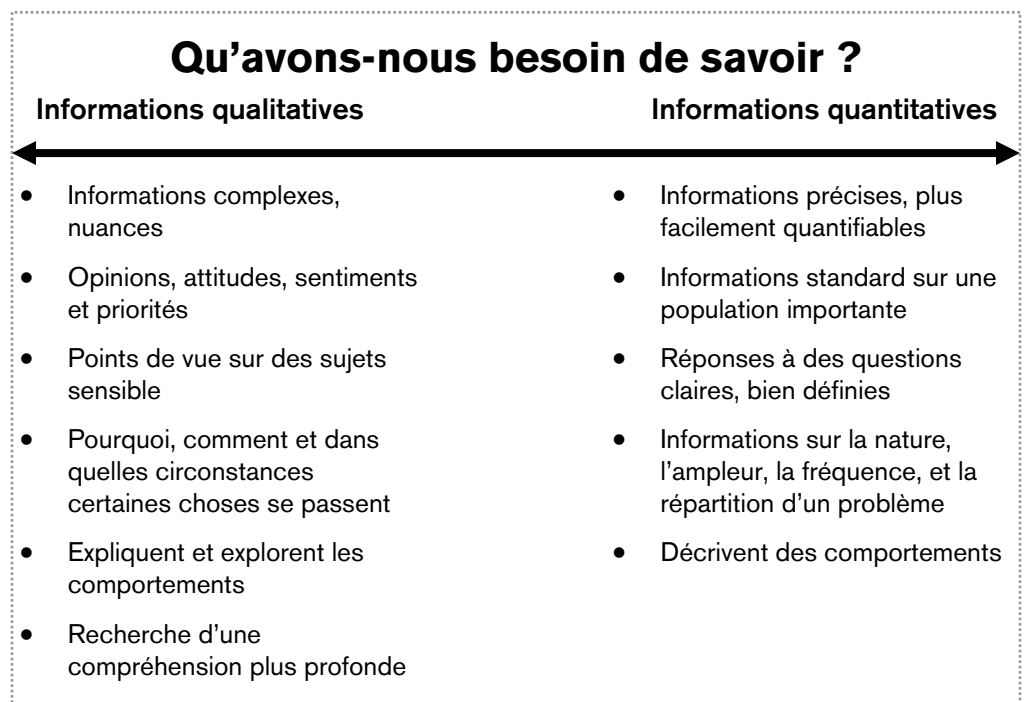 Qu’avons-nous besoin de savoir ?
Informations qualitatives
Informations quantitatives
• Informations complexes,
nuances
• Opinions, attitudes, sentiments
et priorités
• Points de vue sur des sujets
sensible
• Pourquoi, comment et dans
quelles circonstances
certaines choses se passent
• Expliquent et explorent les
comportements
• Recherche d’une
compréhension plus profonde
• Informations précises, plus
facilement quantifiables
• Informations standard sur une
population importante
• Réponses à des questions
claires, bien définies
• Informations sur la nature,
l’ampleur, la fréquence, et la
répartition d’un problème
• Décrivent des comportements